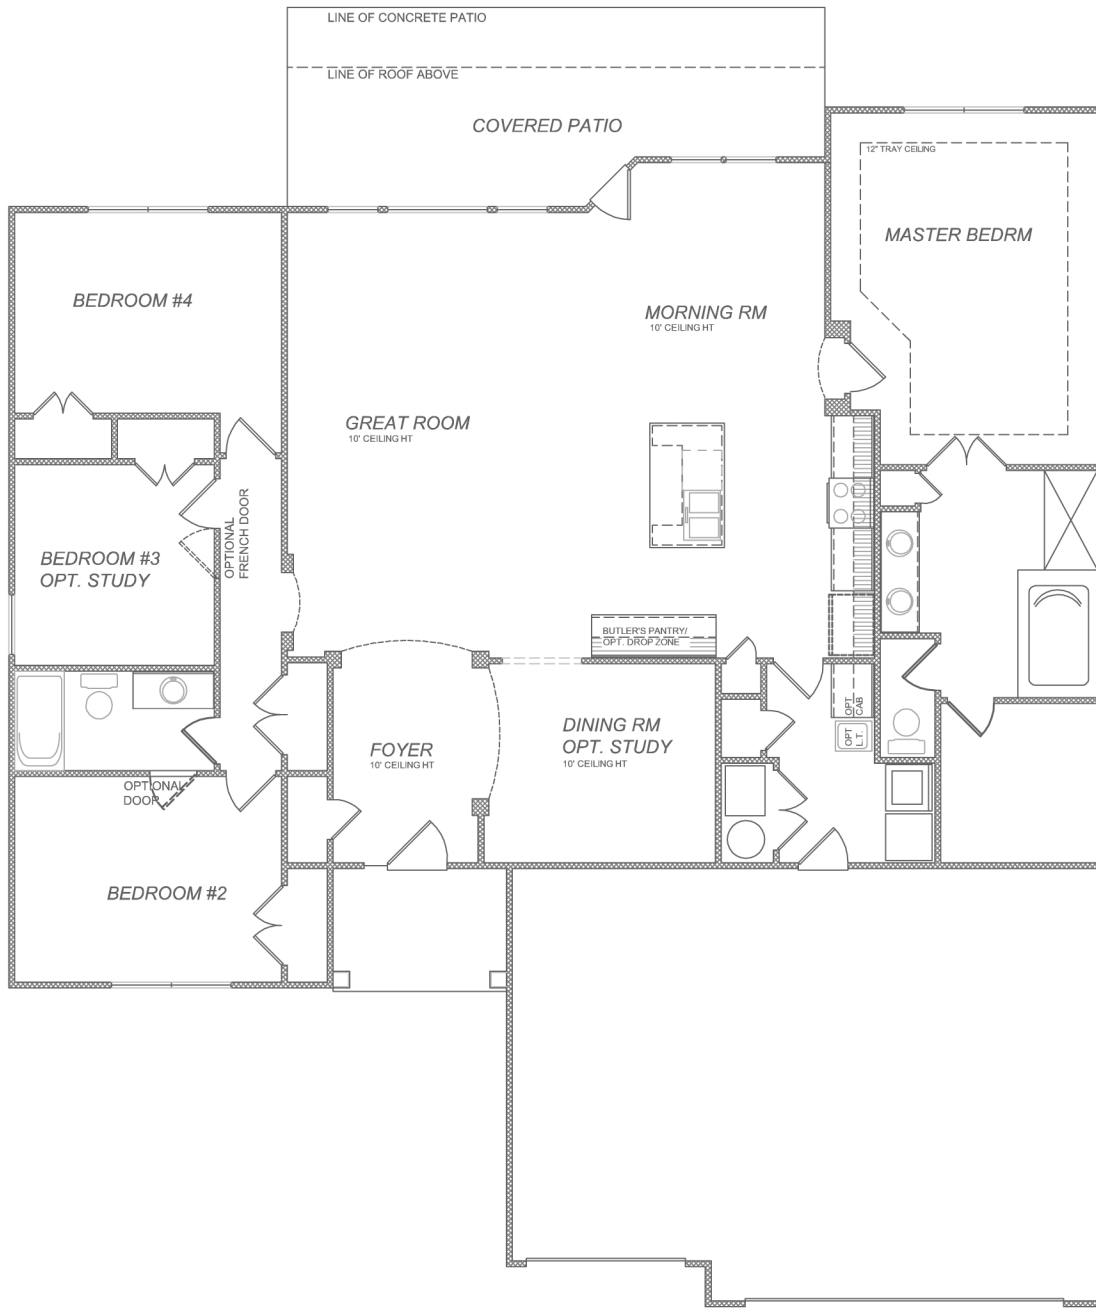 LINE OF CONCRETE PATIO
LINE OF ROOF ABOVE
COVERED PATIO
12" TRAY CEILING
MASTER BEDRM
BEDROOM #4
MORNING RM
10' CEILING HT
GREAT ROOM
10' CEILING HT
OPTIONAL
FRENCH DOOR
BEDROOM #3
OPT. STUDY
BUTLER'S PANTRY/
OPT. DROP ZONE
OPT
CAB
OPT
L.T.
DINING RM
OPT. STUDY
10' CEILING HT
FOYER
10' CEILING HT
OPTIONAL
DOOR
BEDROOM #2